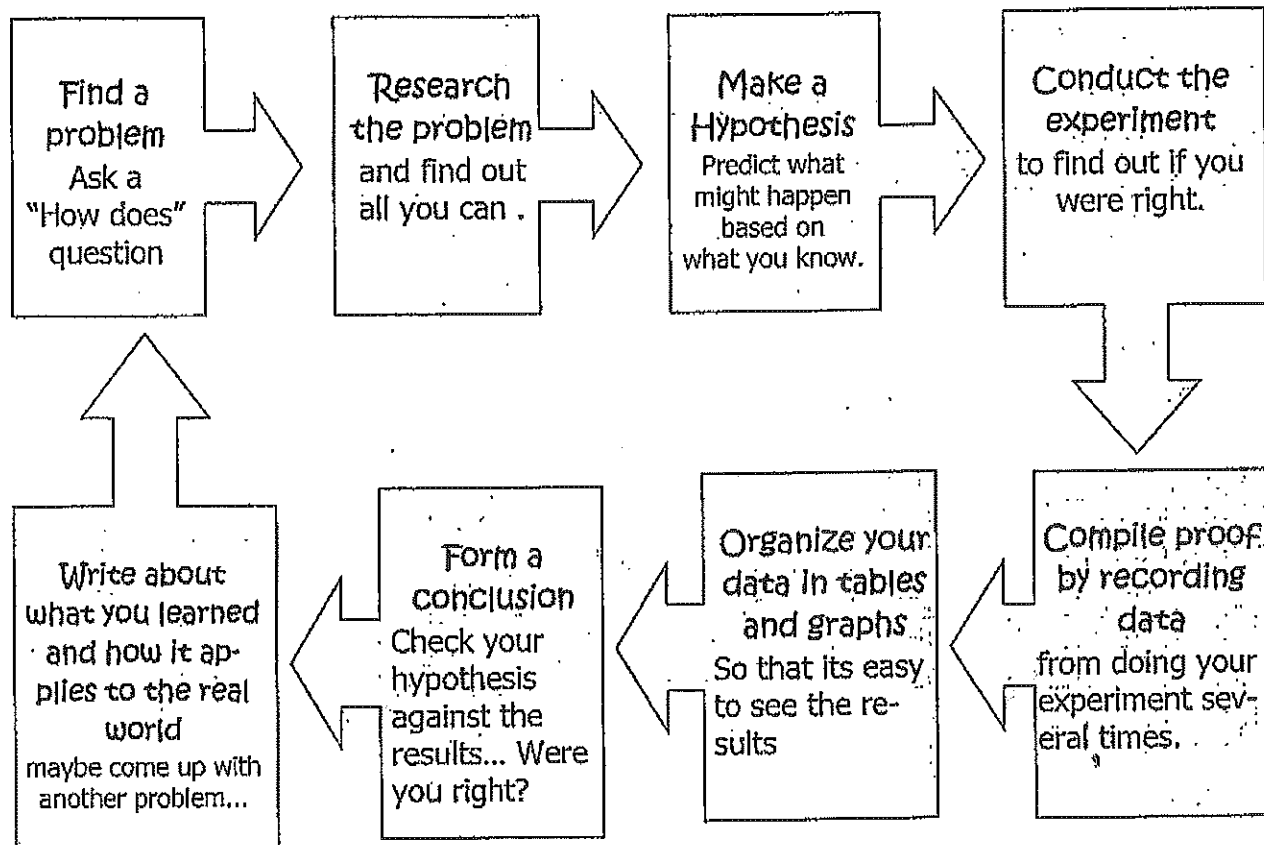 Find a
problem
Ask a
"How does"
question
Research
the problem
and find out
all you can .
Make a
Hypothesis
Predict what
might happen
based on
what you know.
Conduct the
experiment
to find out if you
were right.
Compile proof
by recording
data
from doing your
experiment sev-
eral times.
Organize your
data in tables
and graphs
So that its easy
to see the re-
sults
Form a
conclusion
Check your
hypothesis
against the
results... Were
you right?
Write about
what you learned
and how it ap-
plies to the real
world
maybe come up with
another problem...